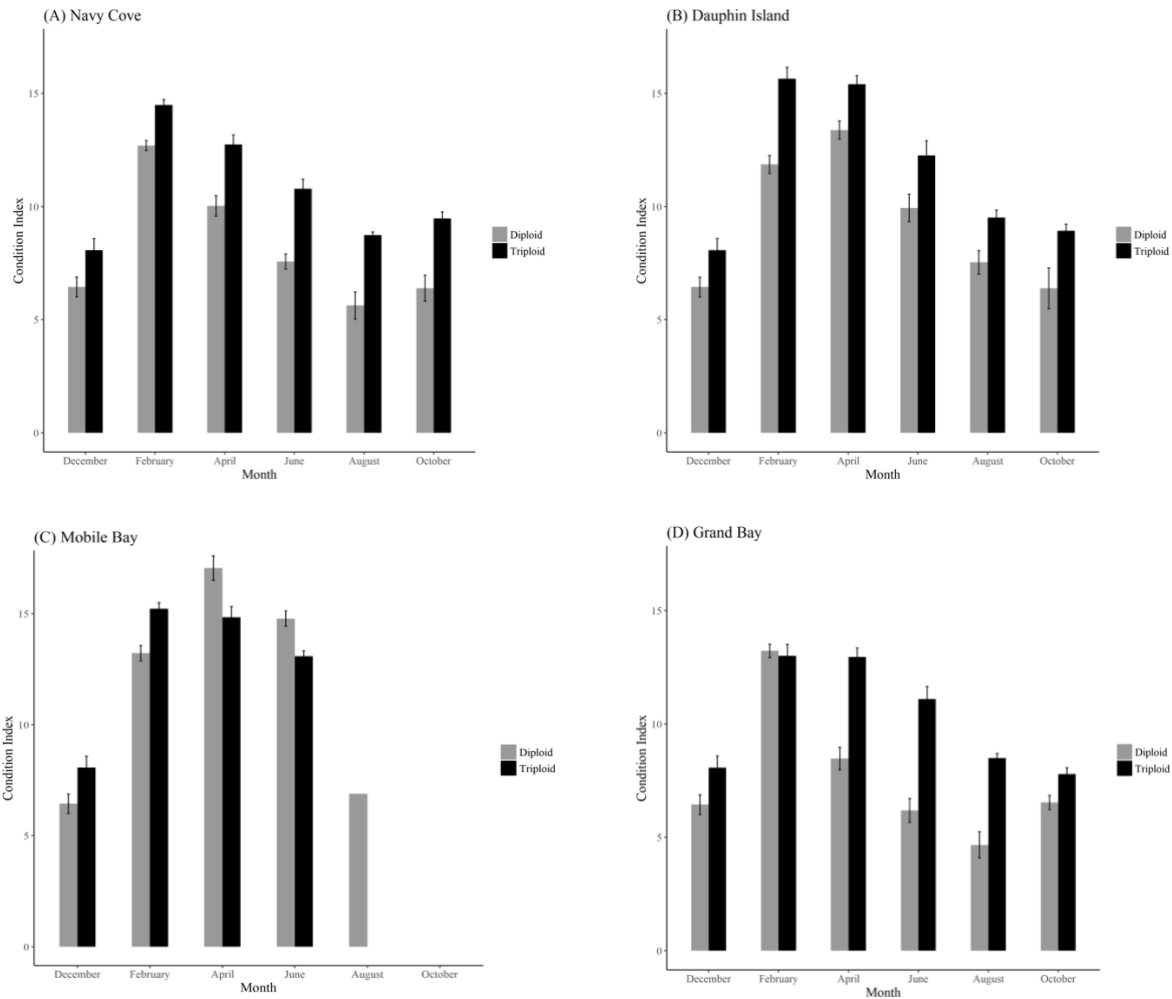 (A) Navy Cove
15
10
5
0
Condition Index
December February April June August October
Month
Diploid
Triploid
(B) Dauphin Island
15
10
5
0
Condition Index
December February April June August October
Month
Diploid
Triploid
(C) Mobile Bay
15
10
5
0
Condition Index
December February April June August October
Month
Diploid
Triploid
(D) Grand Bay
15
10
5
0
Condition Index
December February April June August October
Month
Diploid
Triploid